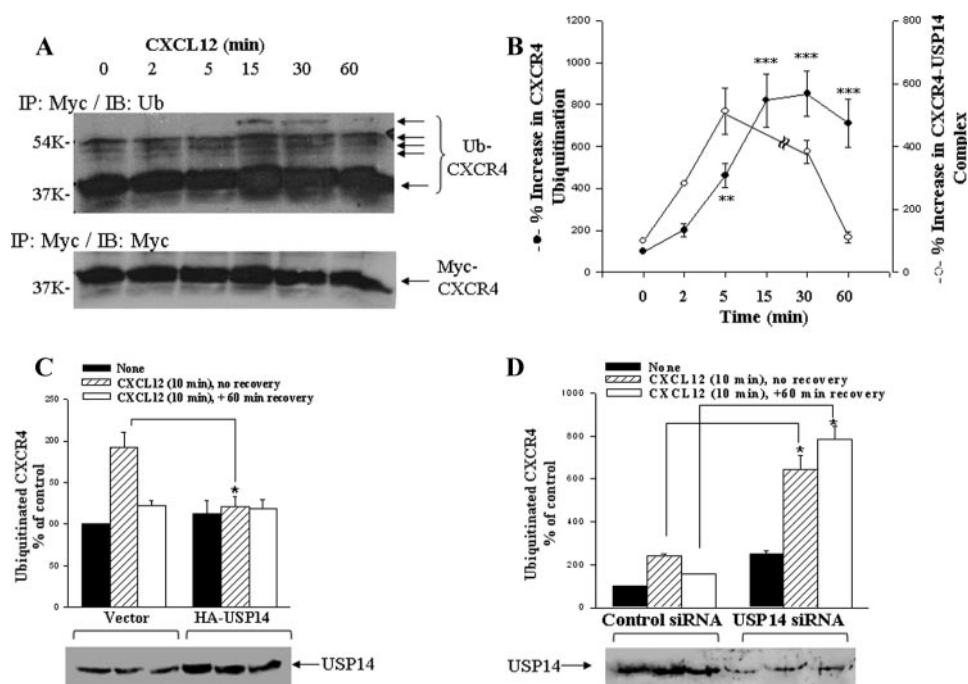 A
CXCL12 (min)
0 2 5 15 30 60
IP: Myc / IB: Ub
54K-
37K-
Ub-
CXCR4
IP: Myc / IB: Myc
37K-
Myc-
CXCR4
B
1200
1000
800
600
400
200
0
-●- % Increase in CXCR4
Ubiquitination
***
***
***
**
800
600
400
200
0
-○- % Increase in CXCR4-USP14
Complex
0 2 5 15 30 60
Time (min)
C
None
CXCL12 (10 min), no recovery
CXCL12 (10 min), +60 min recovery
250
200
150
100
50
0
Ubiquitinated CXCR4
% of control
*
Vector HA-USP14
USP14
D
None
CXCL12 (10 min), no recovery
CXCL12 (10 min), +60 min recovery
1000
800
600
400
200
0
Ubiquitinated CXCR4
% of control
*
*
Control siRNA USP14 siRNA
USP14